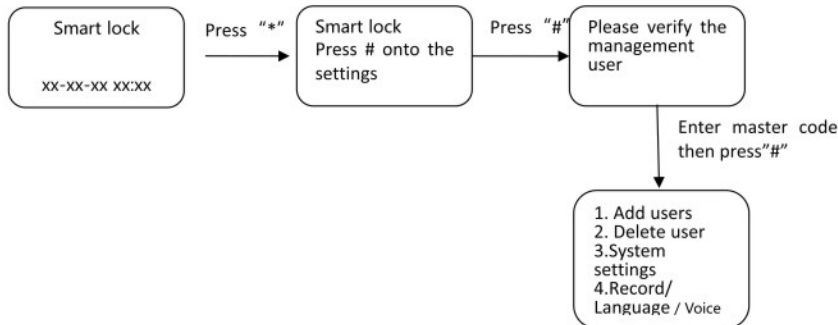 Smart lock
xx-xx-xx xx:xx
Press “*”
Smart lock
Press # onto the
settings
Press “#”
Please verify the
management
user
Enter master code
then press”#”
1. Add users
2. Delete user
3.System
settings
4.Record/
Language / Voice